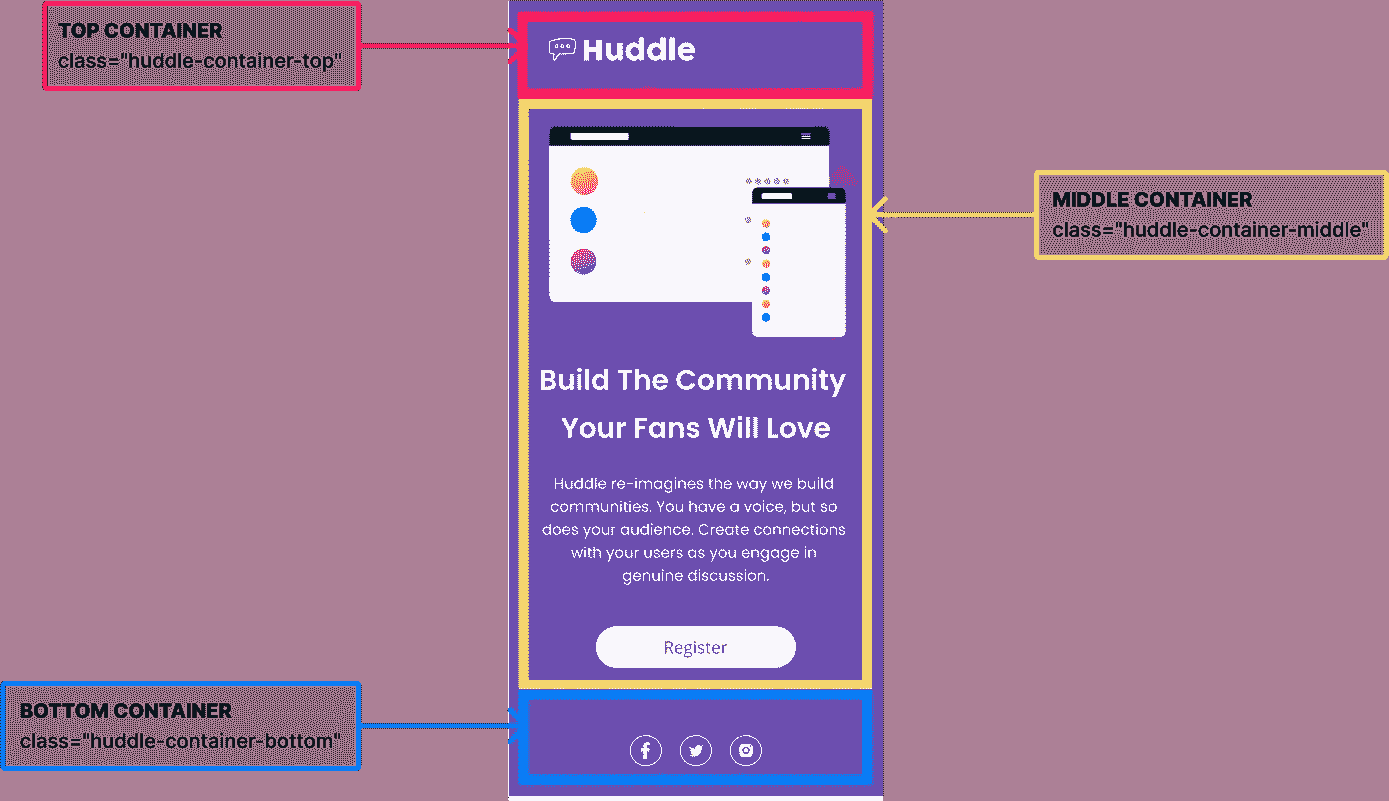 TOP CONTAINER
class="huddle-container-top"
Huddle
MIDDLE CONTAINER
class="huddle-container-middle"
Build The Community
Your Fans Will Love
Huddle re-imagines the way we build
communities. You have a voice, but so
does your audience. Create connections
with your users as you engage in
genuine discussion.
Register
BOTTOM CONTAINER
class="huddle-container-bottom"